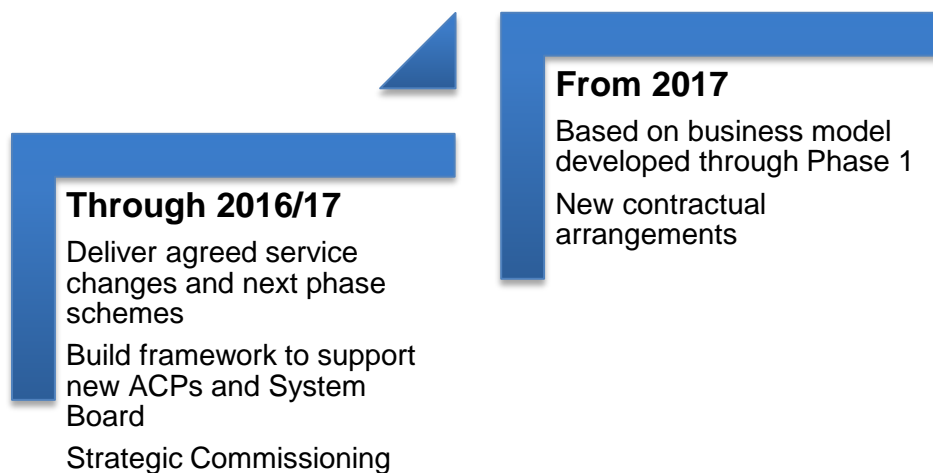 Through 2016/17
Deliver agreed service
changes and next phase
schemes
Build framework to support
new ACPs and System
Board
Strategic Commissioning
From 2017
Based on business model
developed through Phase 1
New contractual
arrangements